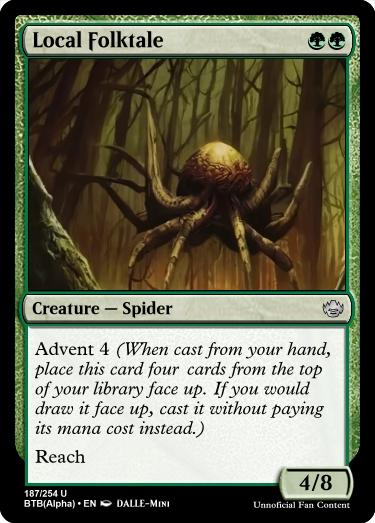 Local Folktale
Creature — Spider
Advent 4 (When cast from your hand,
place this card four cards from the top
of your library face up. If you would
draw it face up, cast it without paying
its mana cost instead.)
Reach
4/8
187/254 U
BTB(Alpha) • EN DALLE-Mini
Unofficial Fan Content